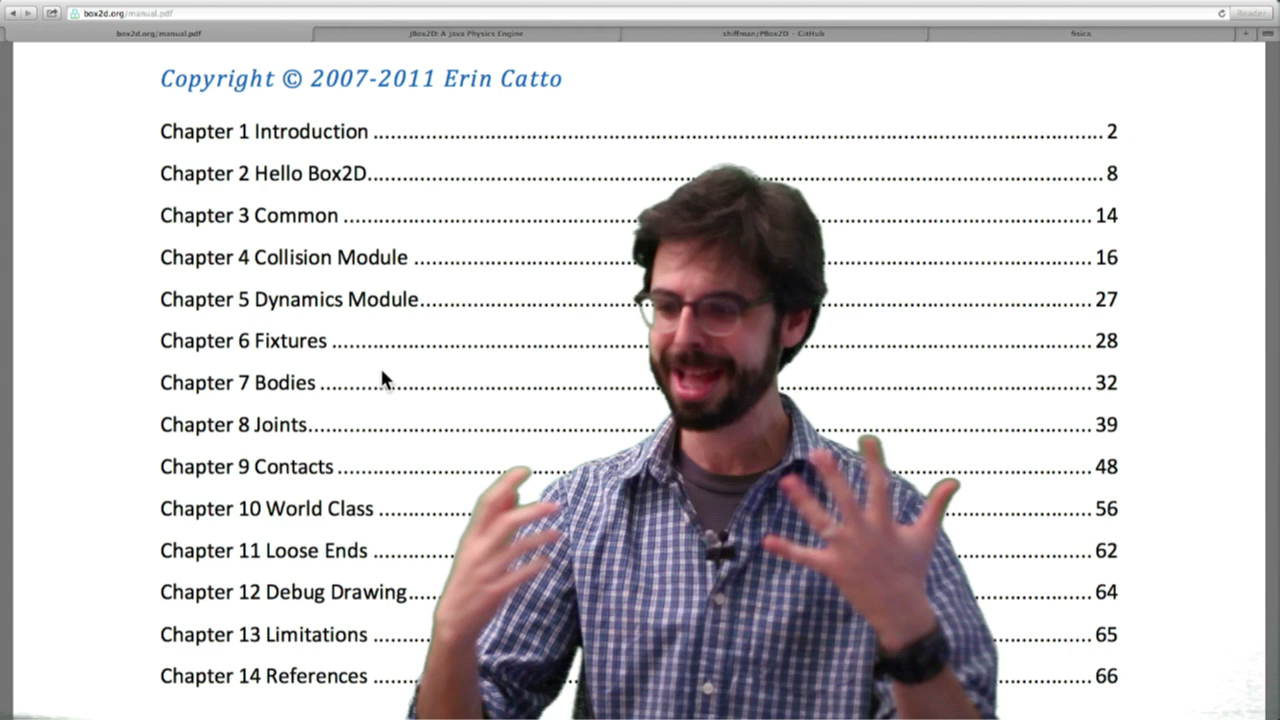 box2d.org/manual.pdf
Reader
box2d.org/manual.pdf
JBox2D: A Java Physics Engine
shiffman/PBox2D - GitHub
fisica
Copyright © 2007-2011 Erin Catto
Chapter 1 Introduction 2
Chapter 2 Hello Box2D 8
Chapter 3 Common 14
Chapter 4 Collision Module 16
Chapter 5 Dynamics Module 27
Chapter 6 Fixtures 28
Chapter 7 Bodies 32
Chapter 8 Joints 39
Chapter 9 Contacts 48
Chapter 10 World Class 56
Chapter 11 Loose Ends 62
Chapter 12 Debug Drawing 64
Chapter 13 Limitations 65
Chapter 14 References 66